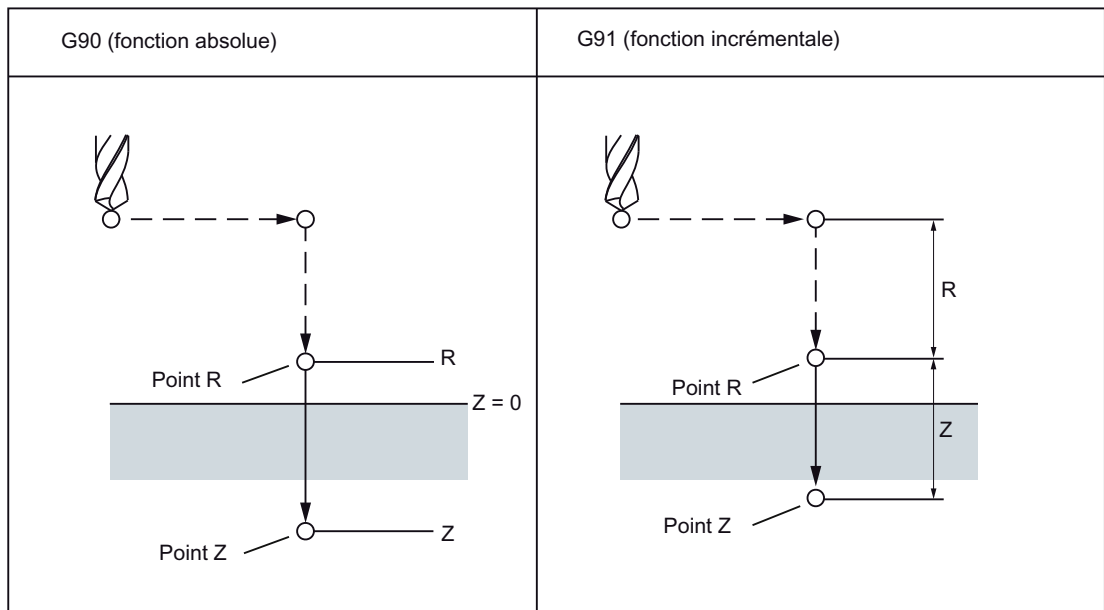 G90 (fonction absolue)
G91 (fonction incrémentale)
R
Point R
Z = 0
Z
Point Z
R
Point R
Z
Point Z